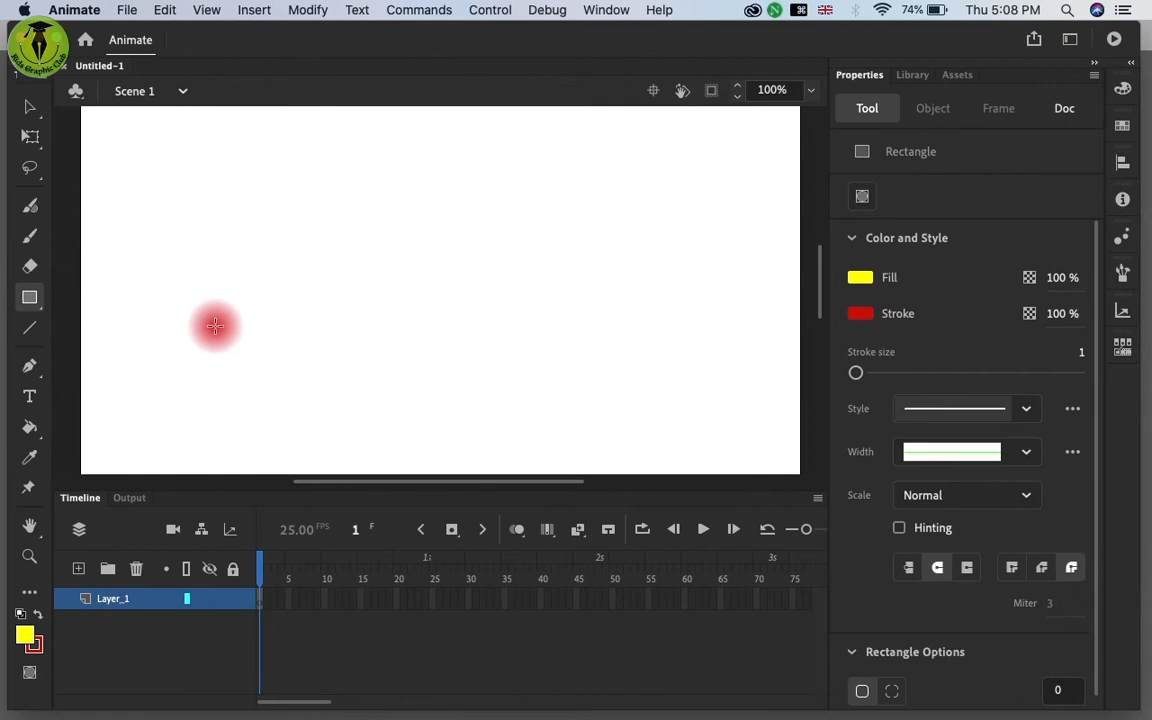 Animate File Edit View Insert Modify Text Commands Control Debug Window Help 74% Thu 5:08 PM
Kidz Graphic Club
Animate
Untitled-1
Scene 1 100%
Properties Library Assets
Tool Object Frame Doc
Rectangle
Color and Style
Fill 100 %
Stroke 100 %
Stroke size 1
Style
Width
Scale Normal
Hinting
Miter 3
Rectangle Options
0
Timeline Output
25.00 FPS 1 F
1s 2s 3s
5 10 15 20 25 30 35 40 45 50 55 60 65 70 75
Layer_1